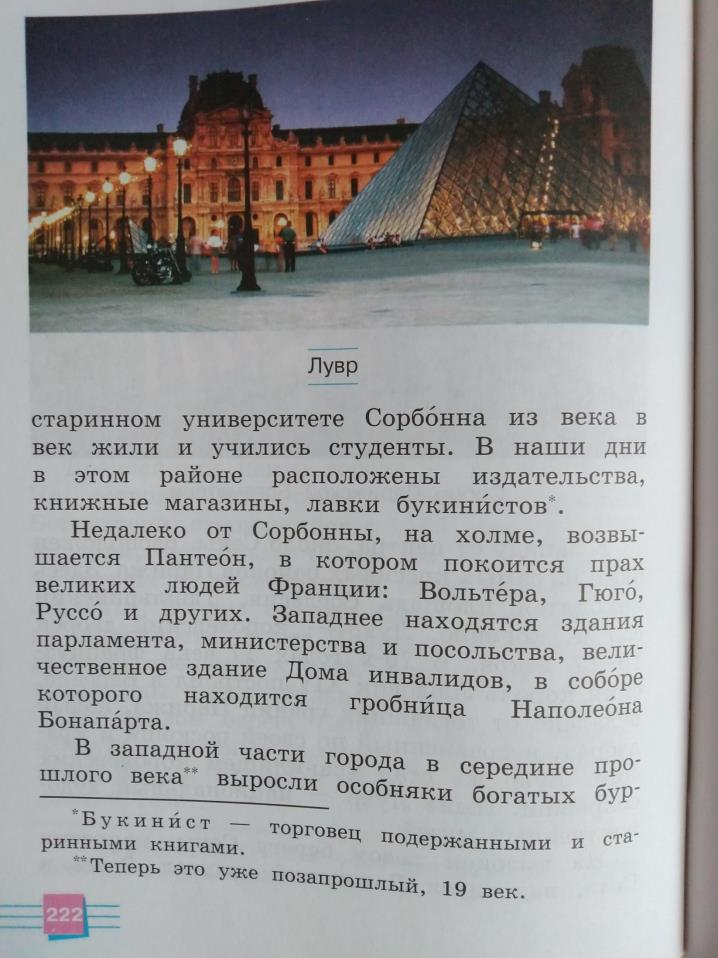 Лувр
старинном университете Сорбо́нна из века в
век жили и учились студенты. В наши дни
в этом районе расположены издательства,
книжные магазины, лавки букини́стов*.
Недалеко от Сорбонны, на холме, возвы-
шается Пантео́н, в котором покоится прах
великих людей Франции: Вольте́ра, Гюго́,
Руссо́ и других. Западнее находятся здания
парламента, министерства и посольства, вели-
чественное здание Дома инвалидов, в собо́ре
которого находится гробни́ца Наполео́на
Бонапа́рта.
В западной части города в середине про-
шлого века** выросли особняки богатых бур-
*Букини́ст — торговец подержанными и ста-
ринными книгами.
**Теперь это уже позапрошлый, 19 век.
222